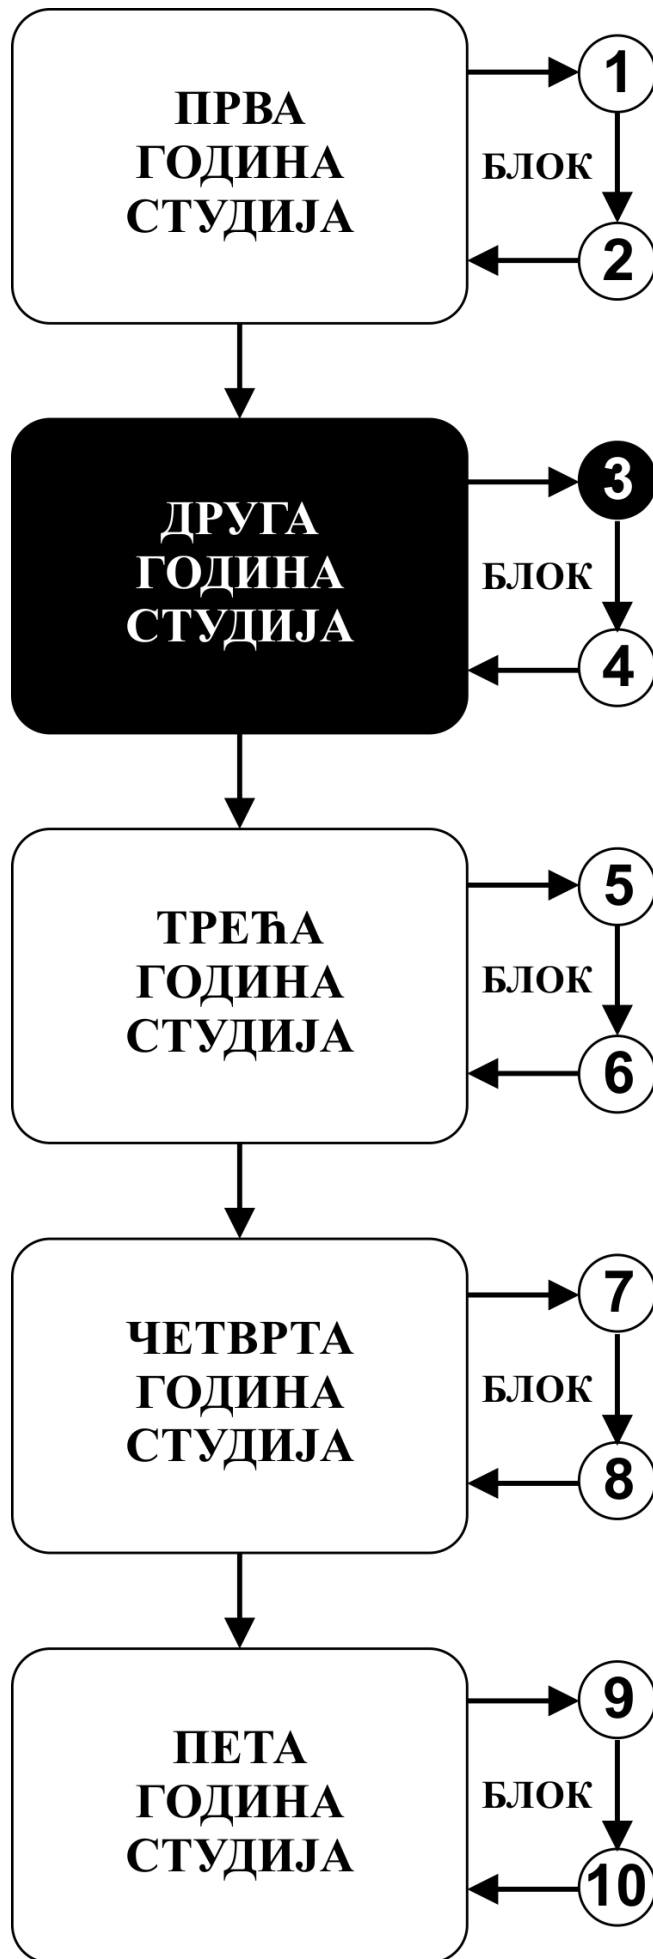 ПРВА
ГОДИНА
СТУДИЈА
1
БЛОК
2
ДРУГА
ГОДИНА
СТУДИЈА
3
БЛОК
4
ТРЕЋА
ГОДИНА
СТУДИЈА
5
БЛОК
6
ЧЕТВРТА
ГОДИНА
СТУДИЈА
7
БЛОК
8
ПЕТА
ГОДИНА
СТУДИЈА
9
БЛОК
10